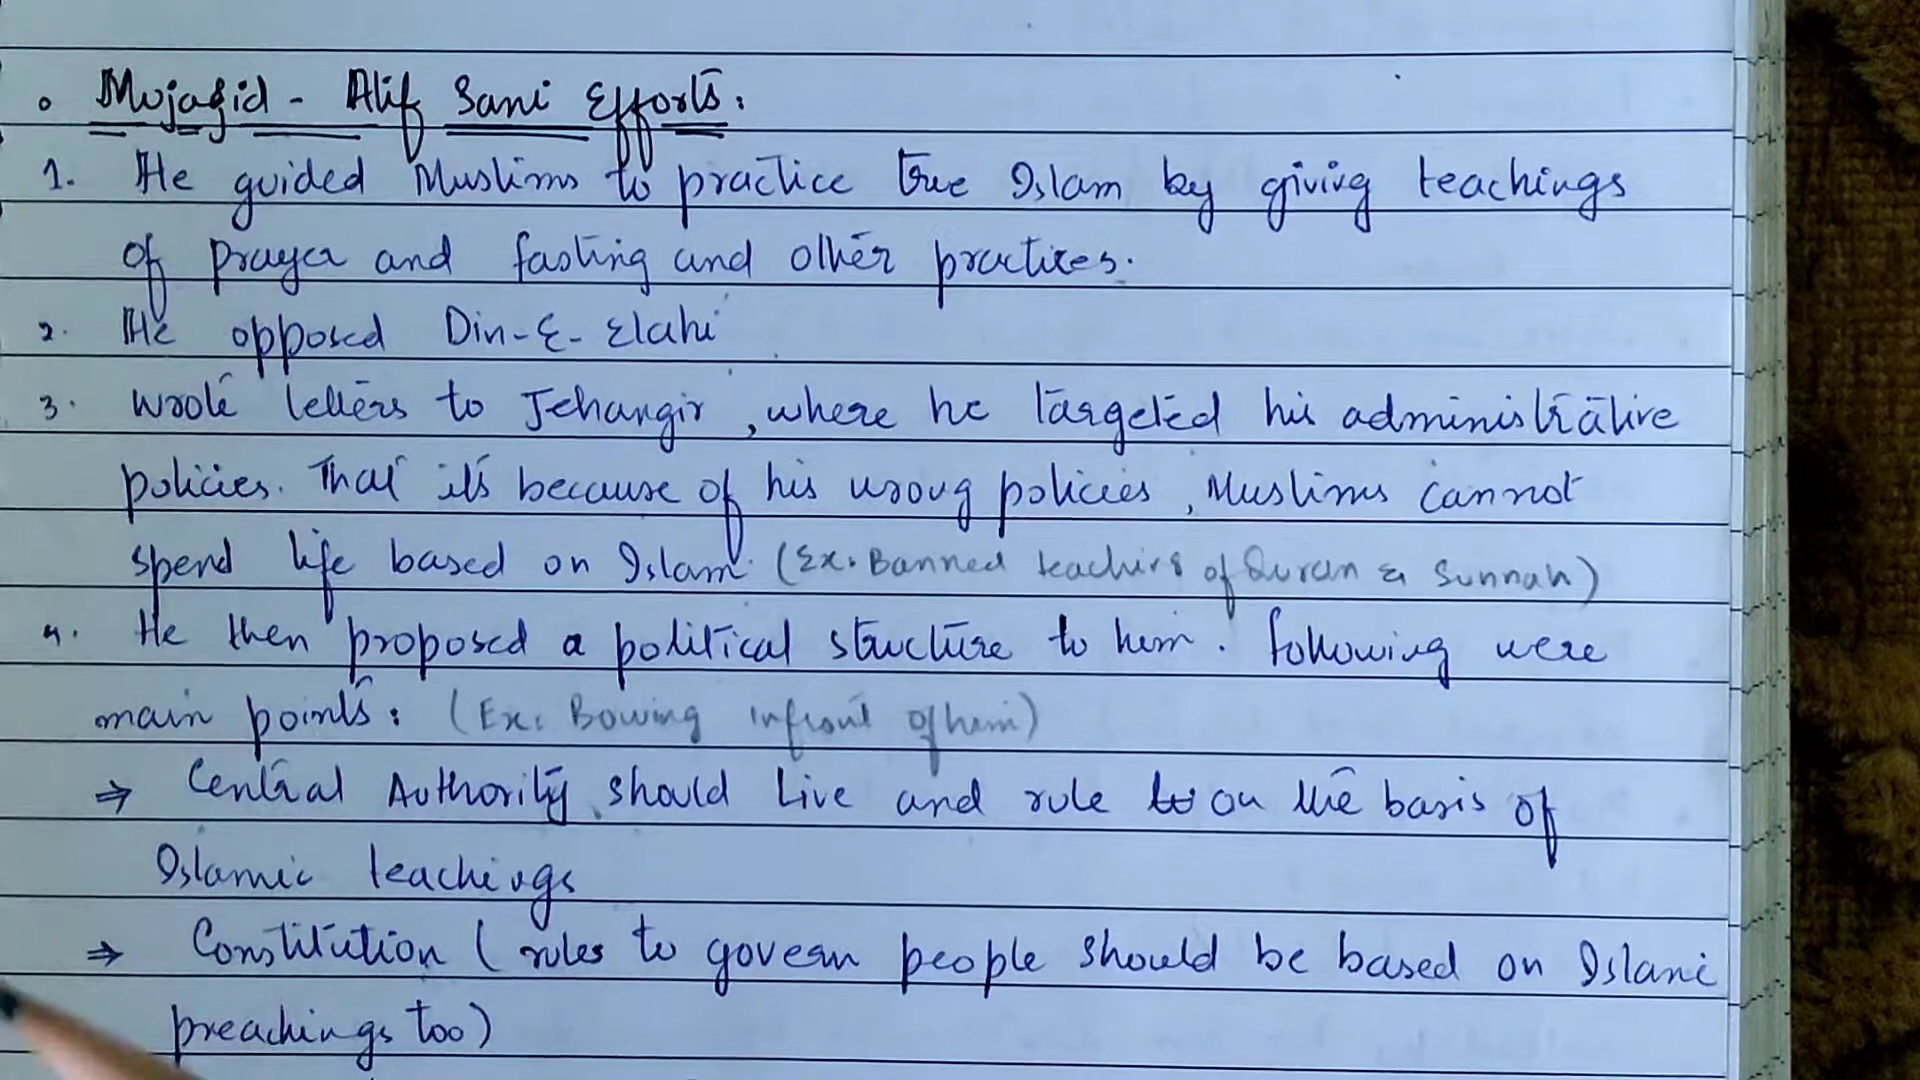 ° Mujadid - Alif Sani Efforts:
1. He guided Muslims to practice true Islam by giving teachings
of prayer and fasting and other practices.
2. He opposed Din-E-Elahi
3. wrote letters to Jehangir, where he targeted his administrative
policies. That it's because of his wrong policies, Muslims cannot
spend life based on Islam. (Ex. Banned teachings of Quran & Sunnah)
4. He then proposed a political structure to him. Following were
main points: (Ex: Bowing infront of him)
⇒ Central Authority should live and rule on the basis of
Islamic teachings
⇒ Constitution (rules to govern people should be based on Islamic
preachings too)